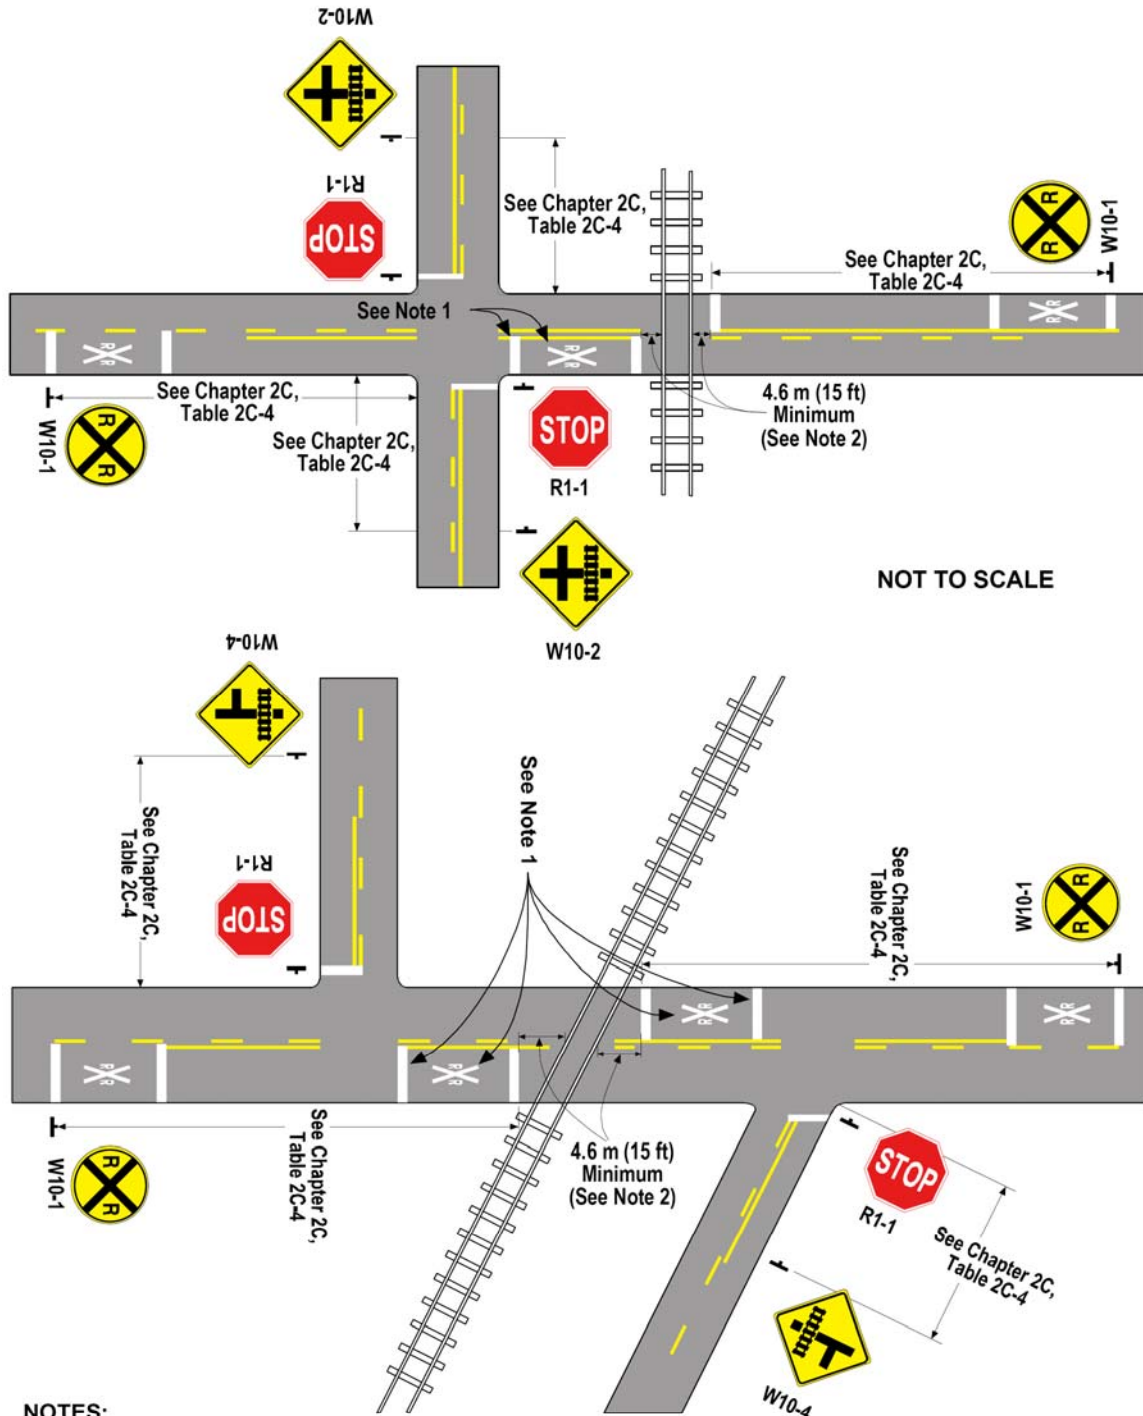 W10-2
R1-1
STOP
See Chapter 2C,
Table 2C-4
See Chapter 2C,
Table 2C-4
R
R
W10-1
See Note 1
R
R
R
R
R
R
See Chapter 2C,
Table 2C-4
4.6 m (15 ft)
Minimum
(See Note 2)
W10-1
R
R
See Chapter 2C,
Table 2C-4
STOP
R1-1
W10-2
NOT TO SCALE
W10-4
See Note 1
See Chapter 2C,
Table 2C-4
R1-1
STOP
See Chapter 2C,
Table 2C-4
R
R
W10-1
R
R
R
R
R
R
R
R
See Chapter 2C,
Table 2C-4
W10-1
R
R
4.6 m (15 ft)
Minimum
(See Note 2)
STOP
R1-1
See Chapter 2C,
Table 2C-4
W10-4
NOTES: